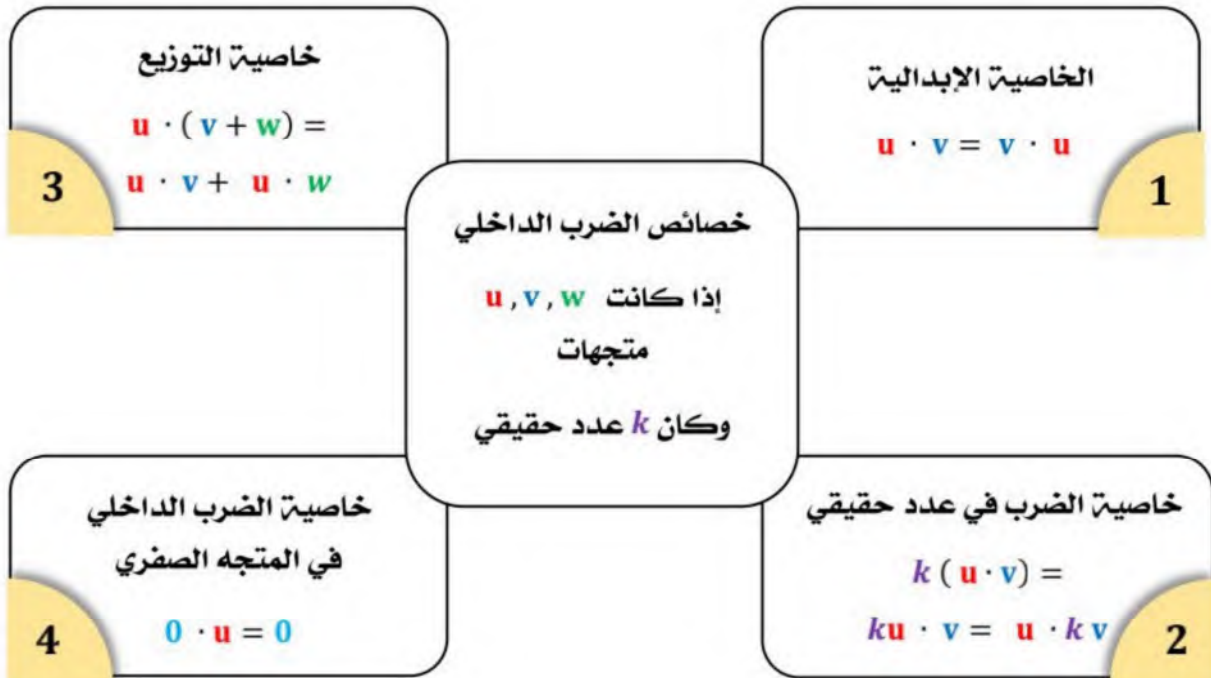 الخاصية الإبدالية
u · v = v · u
1
خاصية التوزيع
u · ( v + w) =
u · v + u · w
3
خصائص الضرب الداخلي
إذا كانت u , v , w
متجهات
وكان k عدد حقيقي
خاصية الضرب في عدد حقيقي
k ( u · v) =
ku · v = u · k v
2
خاصية الضرب الداخلي
في المتجه الصفري
0 · u = 0
4